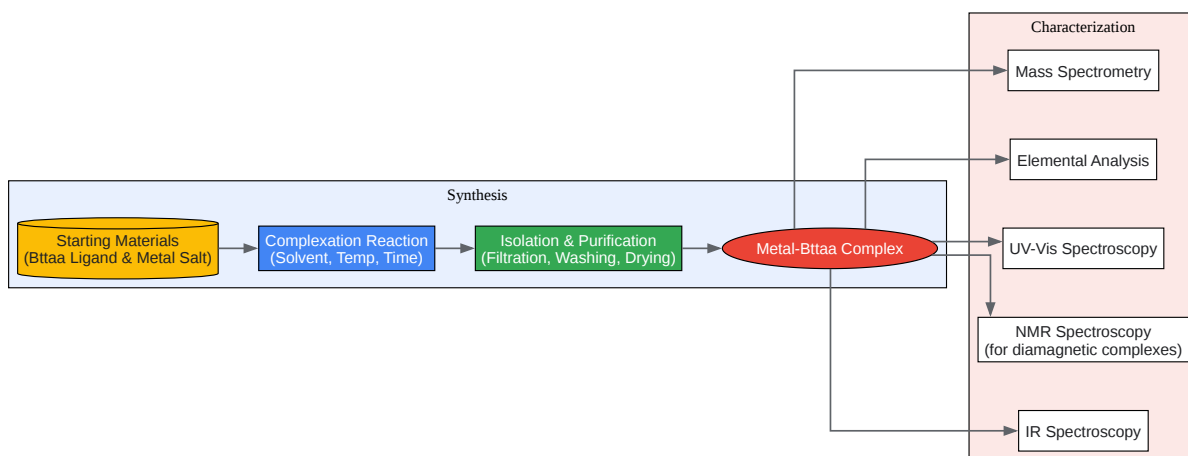 Characterization
Mass Spectrometry
Elemental Analysis
Synthesis
Starting Materials
(Bttaa Ligand & Metal Salt)
Complexation Reaction
(Solvent, Temp, Time)
Isolation & Purification
(Filtration, Washing, Drying)
Metal-Bttaa Complex
UV-Vis Spectroscopy
NMR Spectroscopy
(for diamagnetic complexes)
IR Spectroscopy